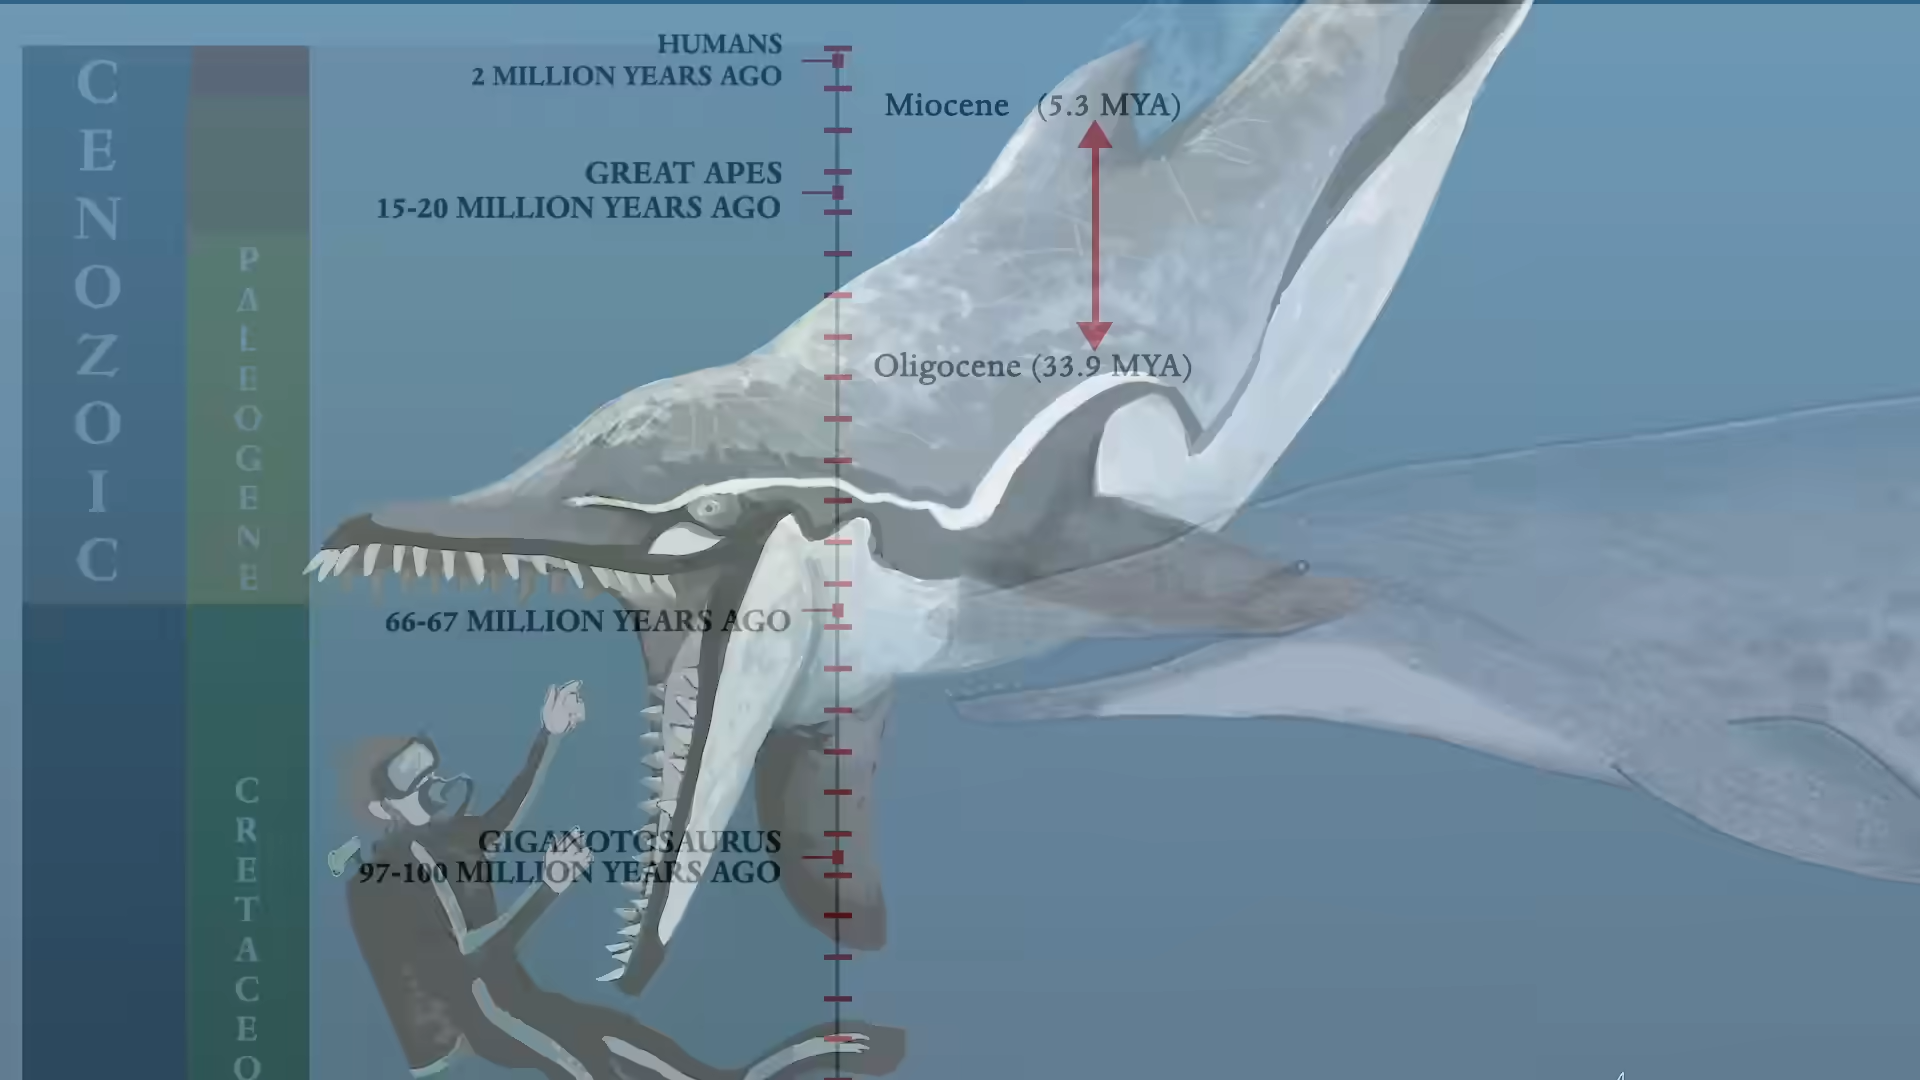 CENOZOIC
PALEOGENE
CRETACEO
HUMANS
2 MILLION YEARS AGO
GREAT APES
15-20 MILLION YEARS AGO
66-67 MILLION YEARS AGO
GIGANOTOSAURUS
97-100 MILLION YEARS AGO
Miocene (5.3 MYA)
Oligocene (33.9 MYA)